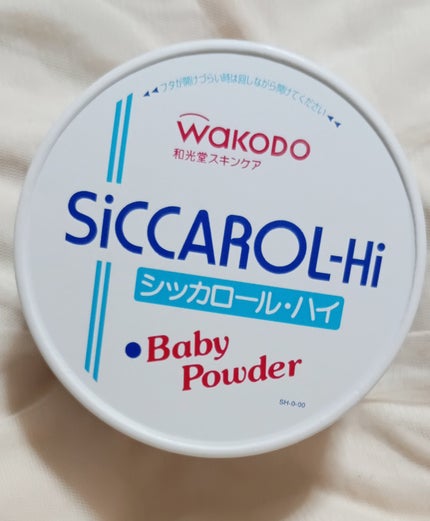 ◀◀フタが開けづらい時は回しながら開けてください◀◀
WaKODO
和光堂スキンケア
SiCCAROL-Hi
シッカロール・ハイ
●Baby
Powder
SH-0-00